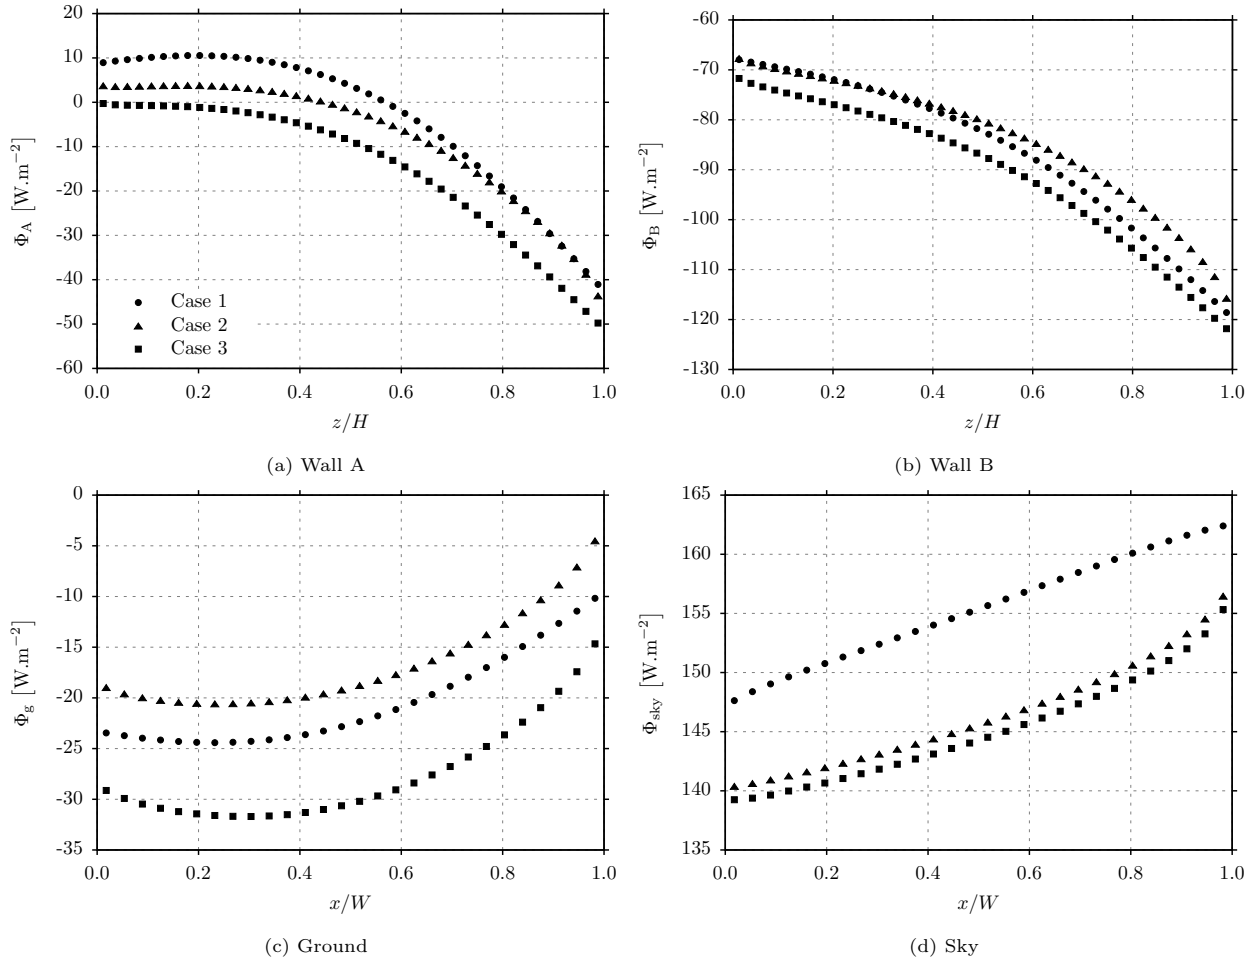 20
10
0
-10
-20
-30
-40
-50
-60
Φ_A [W.m^−2]
Case 1
Case 2
Case 3
0.0 0.2 0.4 0.6 0.8 1.0
z/H
(a) Wall A
-60
-70
-80
-90
-100
-110
-120
-130
Φ_B [W.m^−2]
0.0 0.2 0.4 0.6 0.8 1.0
z/H
(b) Wall B
0
-5
-10
-15
-20
-25
-30
-35
Φ_g [W.m^−2]
0.0 0.2 0.4 0.6 0.8 1.0
x/W
(c) Ground
165
160
155
150
145
140
135
Φ_sky [W.m^−2]
0.0 0.2 0.4 0.6 0.8 1.0
x/W
(d) Sky